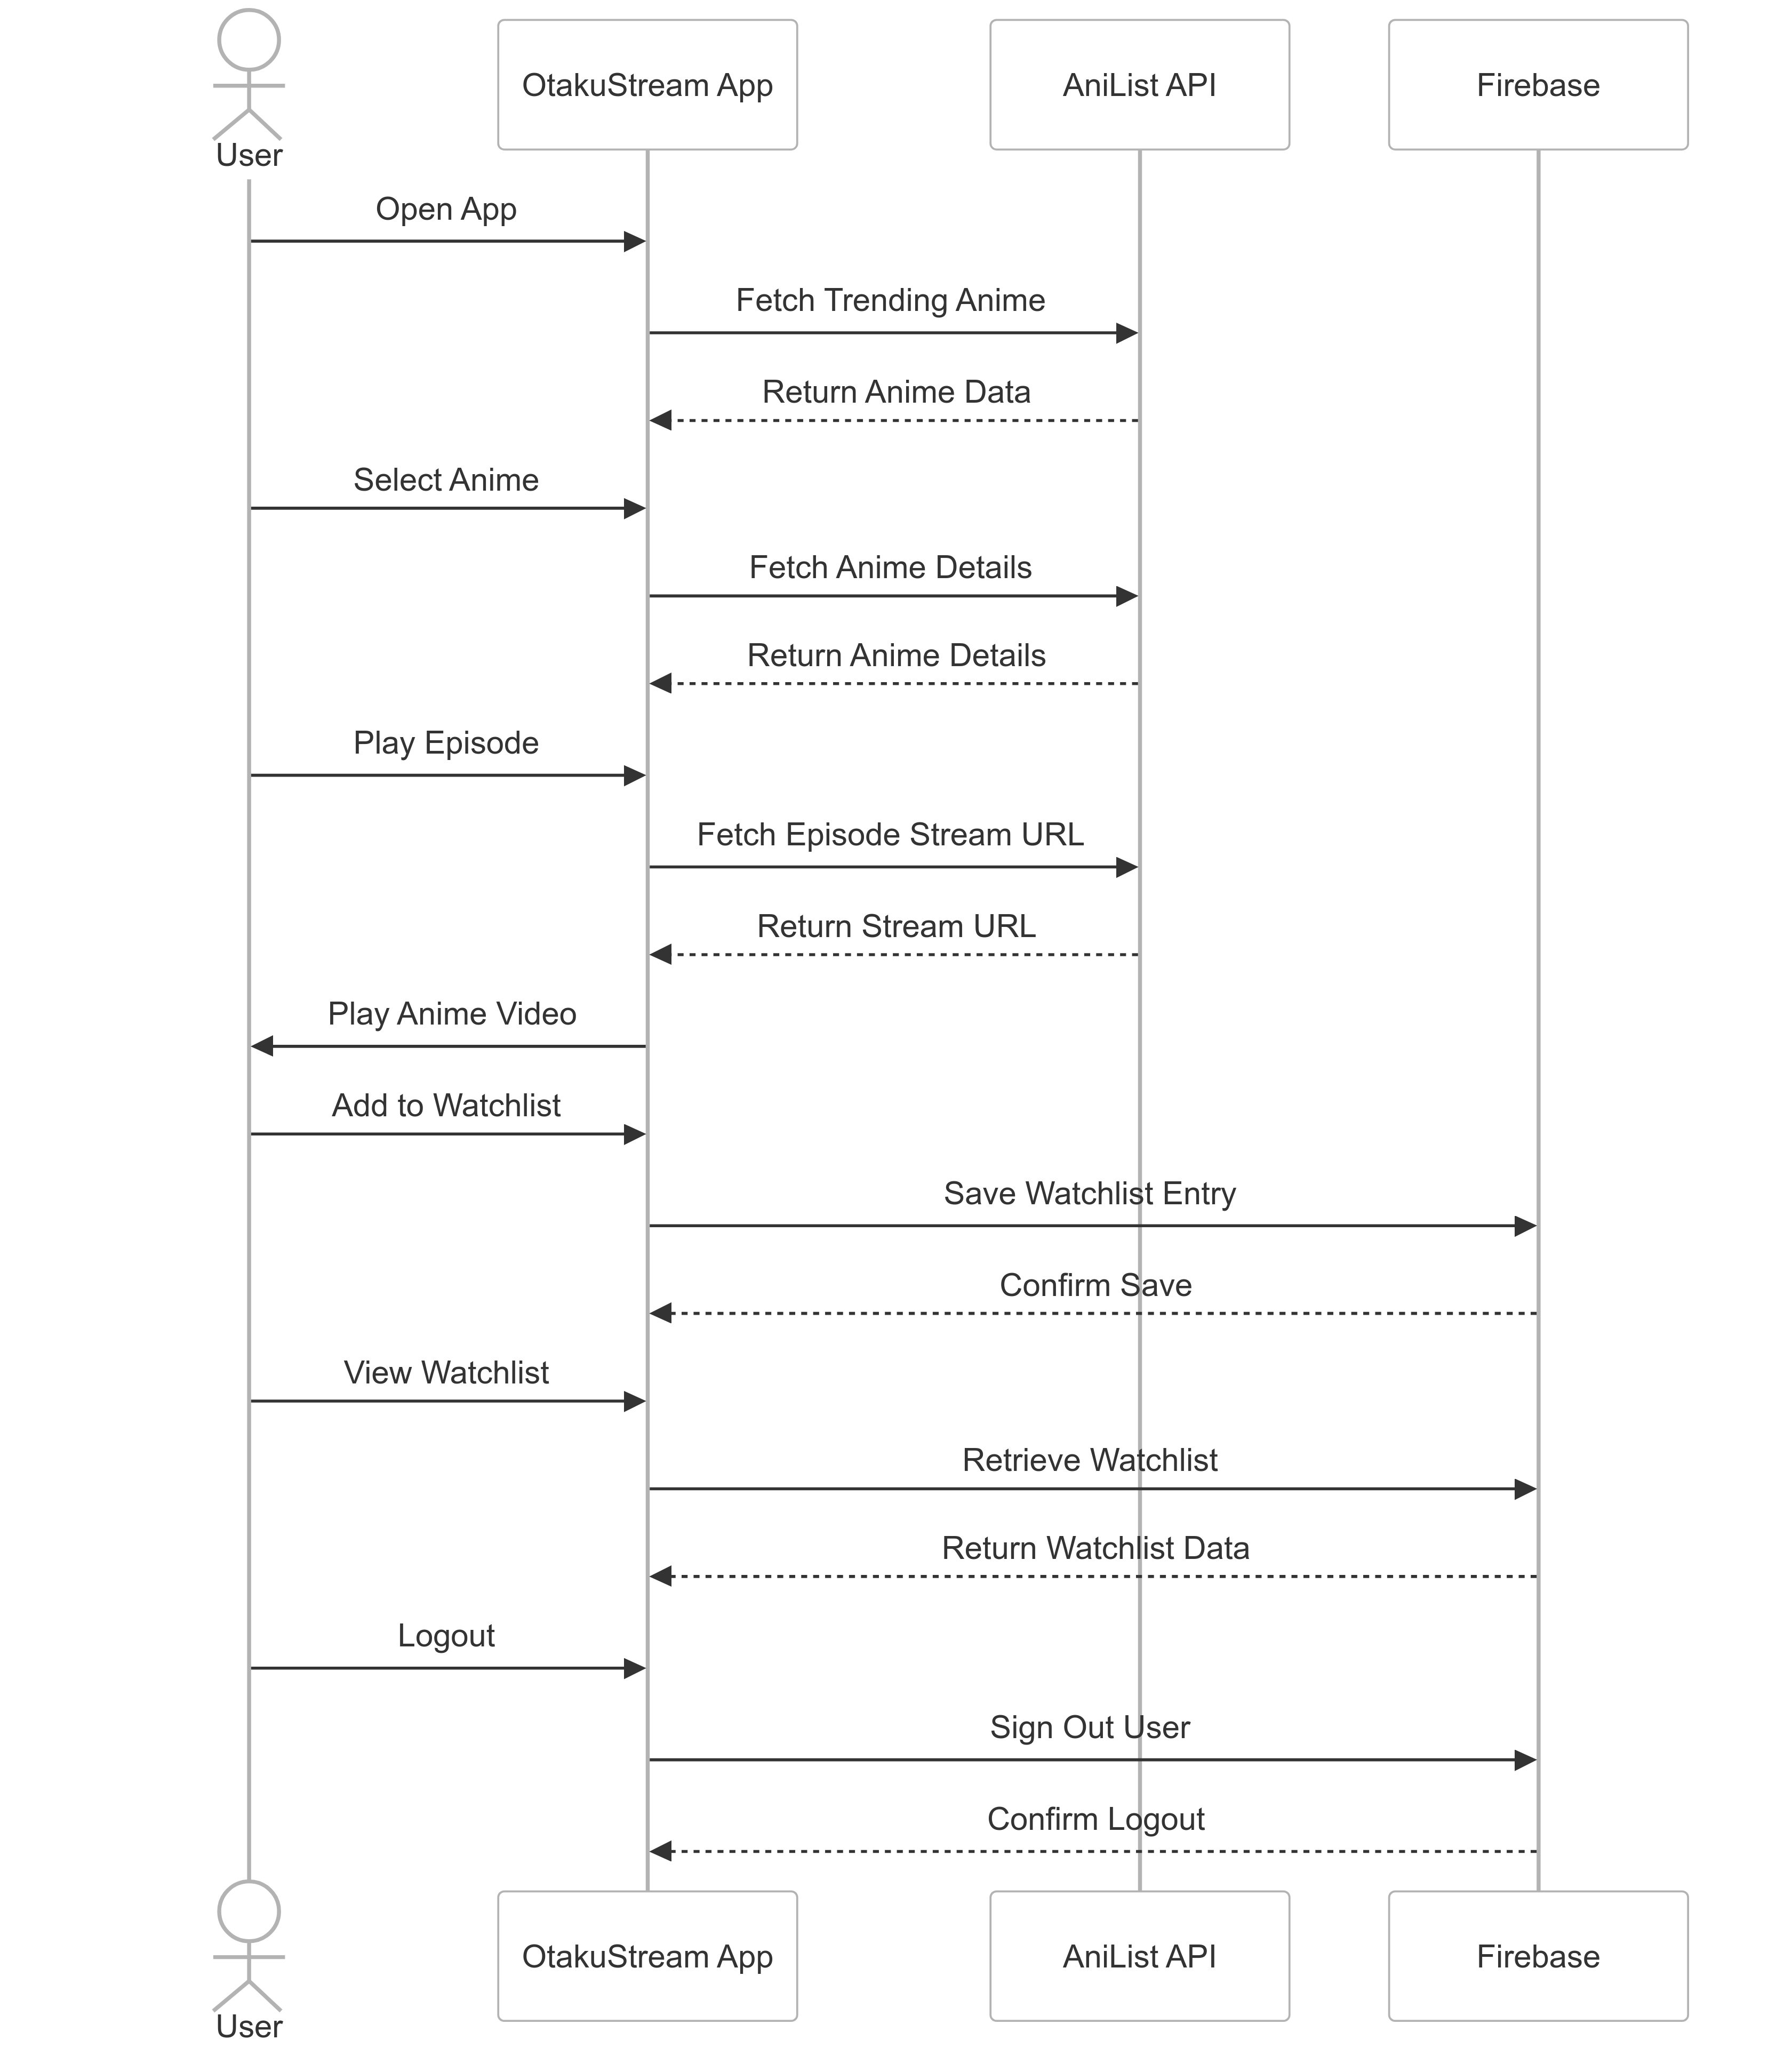 OtakuStream App
AniList API
Firebase
User
Open App
Fetch Trending Anime
Return Anime Data
Select Anime
Fetch Anime Details
Return Anime Details
Play Episode
Fetch Episode Stream URL
Return Stream URL
Play Anime Video
Add to Watchlist
Save Watchlist Entry
Confirm Save
View Watchlist
Retrieve Watchlist
Return Watchlist Data
Logout
Sign Out User
Confirm Logout
OtakuStream App
AniList API
Firebase
User